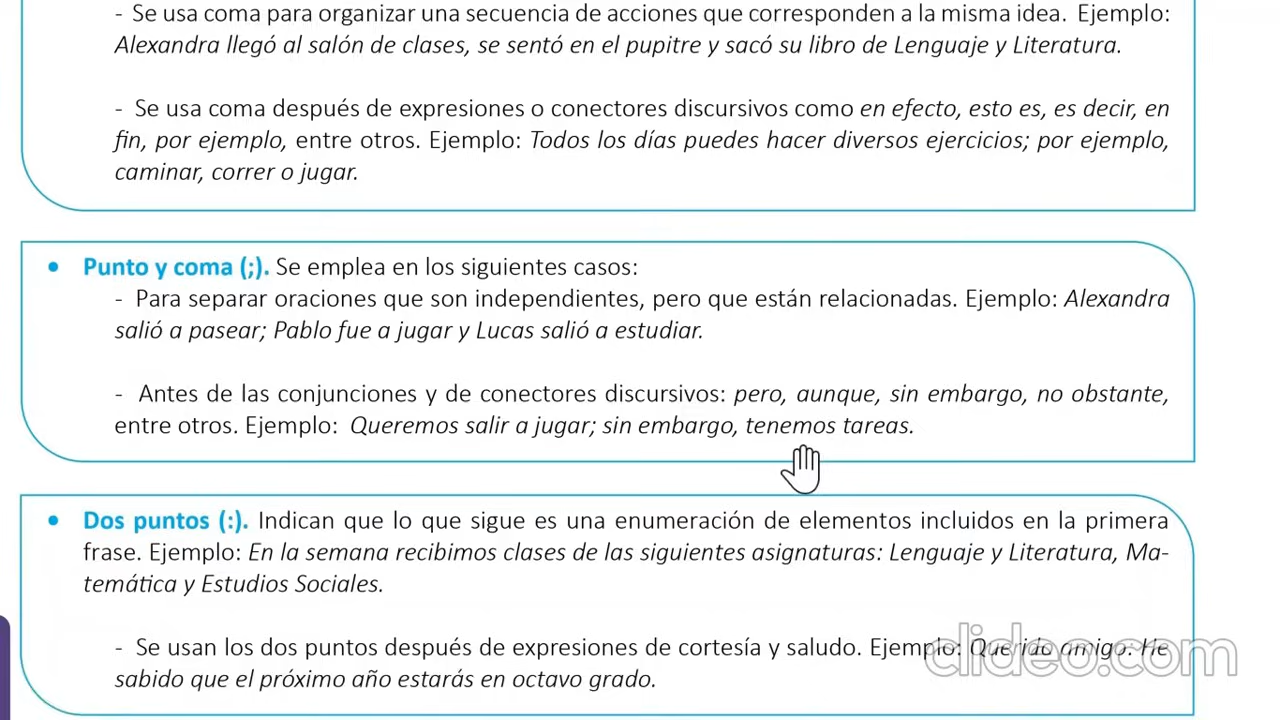 - Se usa coma para organizar una secuencia de acciones que corresponden a la misma idea. Ejemplo:
Alexandra llegó al salón de clases, se sentó en el pupitre y sacó su libro de Lenguaje y Literatura.
- Se usa coma después de expresiones o conectores discursivos como en efecto, esto es, es decir, en
fin, por ejemplo, entre otros. Ejemplo: Todos los días puedes hacer diversos ejercicios; por ejemplo,
caminar, correr o jugar.
• Punto y coma (;). Se emplea en los siguientes casos:
- Para separar oraciones que son independientes, pero que están relacionadas. Ejemplo: Alexandra
salió a pasear; Pablo fue a jugar y Lucas salió a estudiar.
- Antes de las conjunciones y de conectores discursivos: pero, aunque, sin embargo, no obstante,
entre otros. Ejemplo: Queremos salir a jugar; sin embargo, tenemos tareas.
• Dos puntos (:). Indican que lo que sigue es una enumeración de elementos incluidos en la primera
frase. Ejemplo: En la semana recibimos clases de las siguientes asignaturas: Lenguaje y Literatura, Ma-
temática y Estudios Sociales.
- Se usan los dos puntos después de expresiones de cortesía y saludo. Ejemplo: Querido amigo: He
sabido que el próximo año estarás en octavo grado.
clideo.com